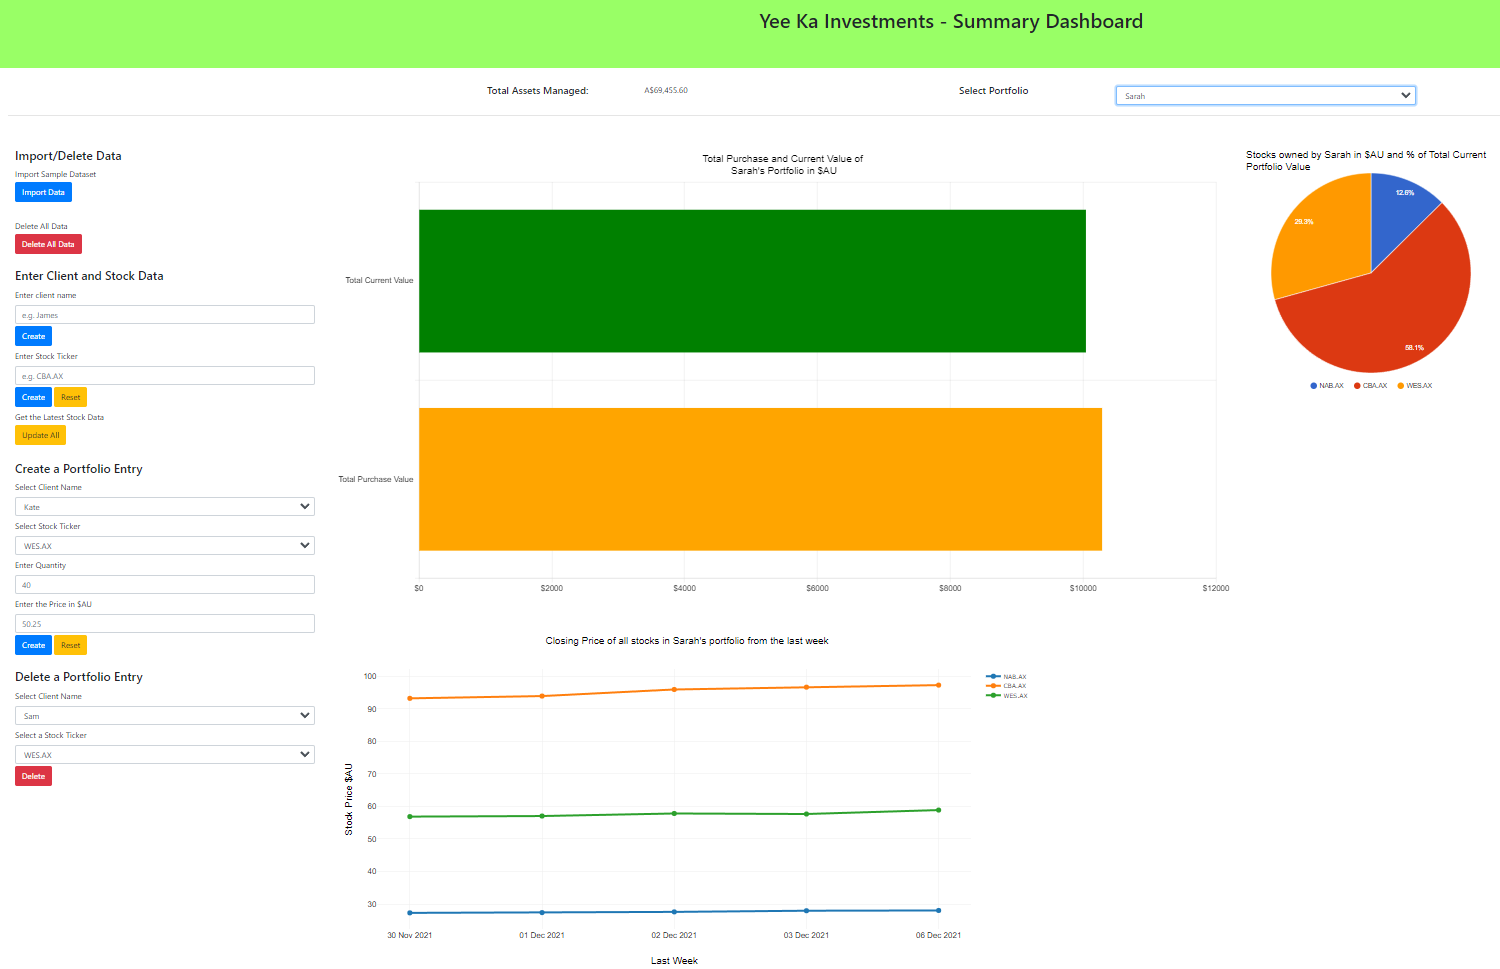 Yee Ka Investments - Summary Dashboard
Total Assets Managed: A$69,455.60 Select Portfolio Sarah
Import/Delete Data
Import Sample Dataset
Import Data
Delete All Data
Delete All Data
Enter Client and Stock Data
Enter client name
e.g. James
Create
Enter Stock Ticker
e.g. CBA.AX
Create Reset
Get the Latest Stock Data
Update All
Create a Portfolio Entry
Select Client Name
Kate
Select Stock Ticker
WES.AX
Enter Quantity
40
Enter the Price in $AU
50.25
Create Reset
Delete a Portfolio Entry
Select Client Name
Sam
Select a Stock Ticker
WES.AX
Delete
Total Purchase and Current Value of
Sarah's Portfolio in $AU
Total Current Value
Total Purchase Value
$0 $2000 $4000 $6000 $8000 $10000 $12000
Stocks owned by Sarah in $AU and % of Total Current
Portfolio Value
12.6%
29.3%
58.1%
NAB.AX CBA.AX WES.AX
Closing Price of all stocks in Sarah's portfolio from the last week
NAB.AX
CBA.AX
WES.AX
Stock Price $AU
100
90
80
70
60
50
40
30
30 Nov 2021 01 Dec 2021 02 Dec 2021 03 Dec 2021 06 Dec 2021
Last Week